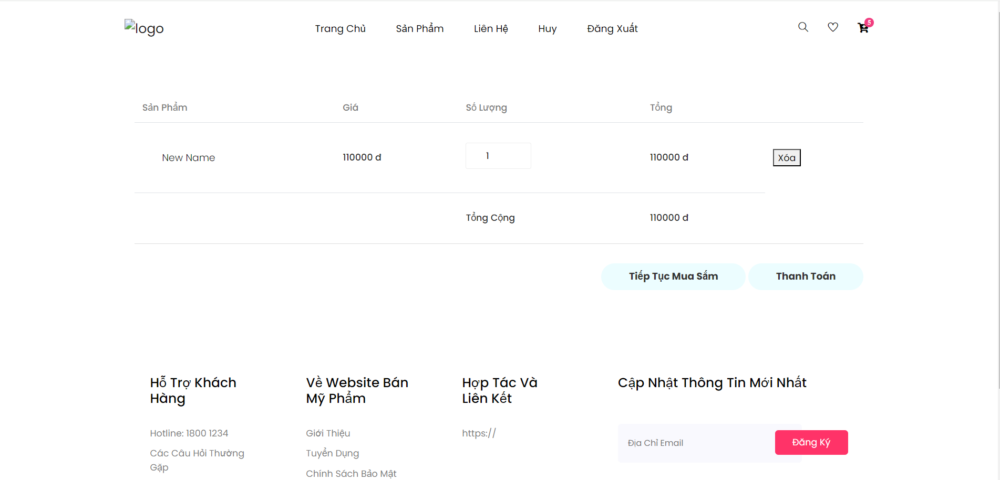 logo
Trang Chủ Sản Phẩm Liên Hệ Huy Đăng Xuất
5
Sản Phẩm Giá Số Lượng Tổng
New Name 110000 đ 1 110000 đ Xóa
Tổng Cộng 110000 đ
Tiếp Tục Mua Sắm Thanh Toán
Hỗ Trợ Khách
Hàng
Hotline: 1800 1234
Các Câu Hỏi Thường
Gặp
Về Website Bán
Mỹ Phẩm
Giới Thiệu
Tuyển Dụng
Chính Sách Bảo Mật
Hợp Tác Và
Liên Kết
https://
Cập Nhật Thông Tin Mới Nhất
Địa Chỉ Email Đăng Ký